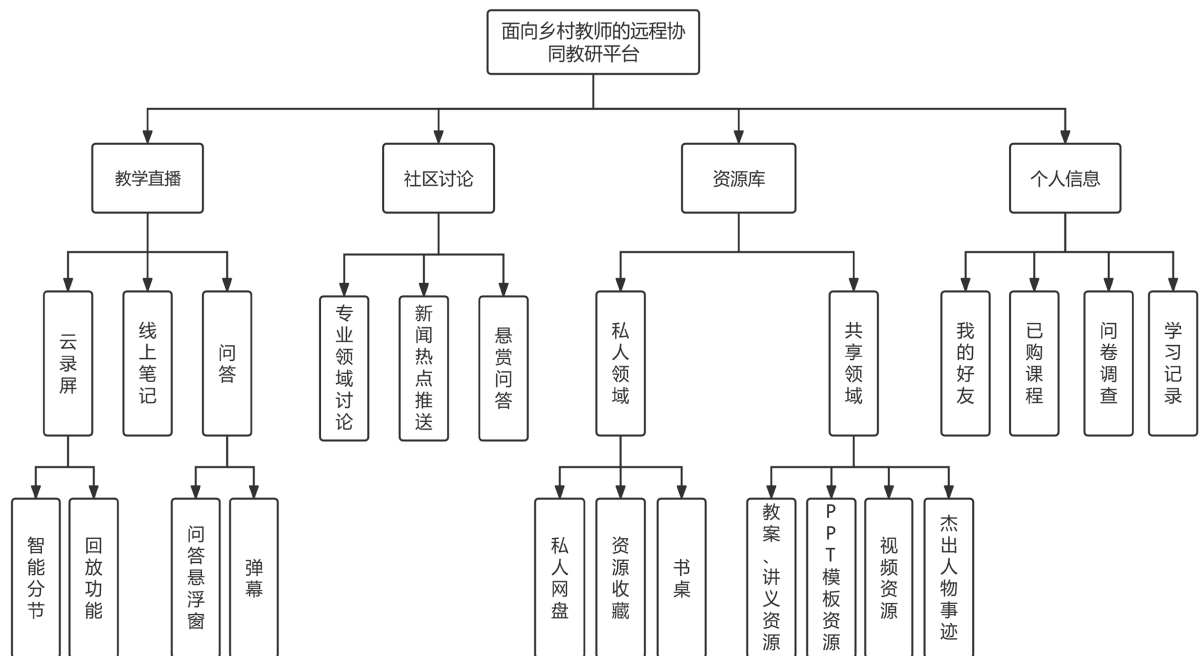 面向乡村教师的远程协
同教研平台
教学直播
社区讨论
资源库
个人信息
云录屏
线上笔记
问答
专业领域讨论
新闻热点推送
悬赏问答
私人领域
共享领域
我的好友
已购课程
问卷调查
学习记录
智能分节
回放功能
问答悬浮窗
弹幕
私人网盘
资源收藏
书桌
教案、讲义资源
PPT模板资源
视频资源
杰出人物事迹